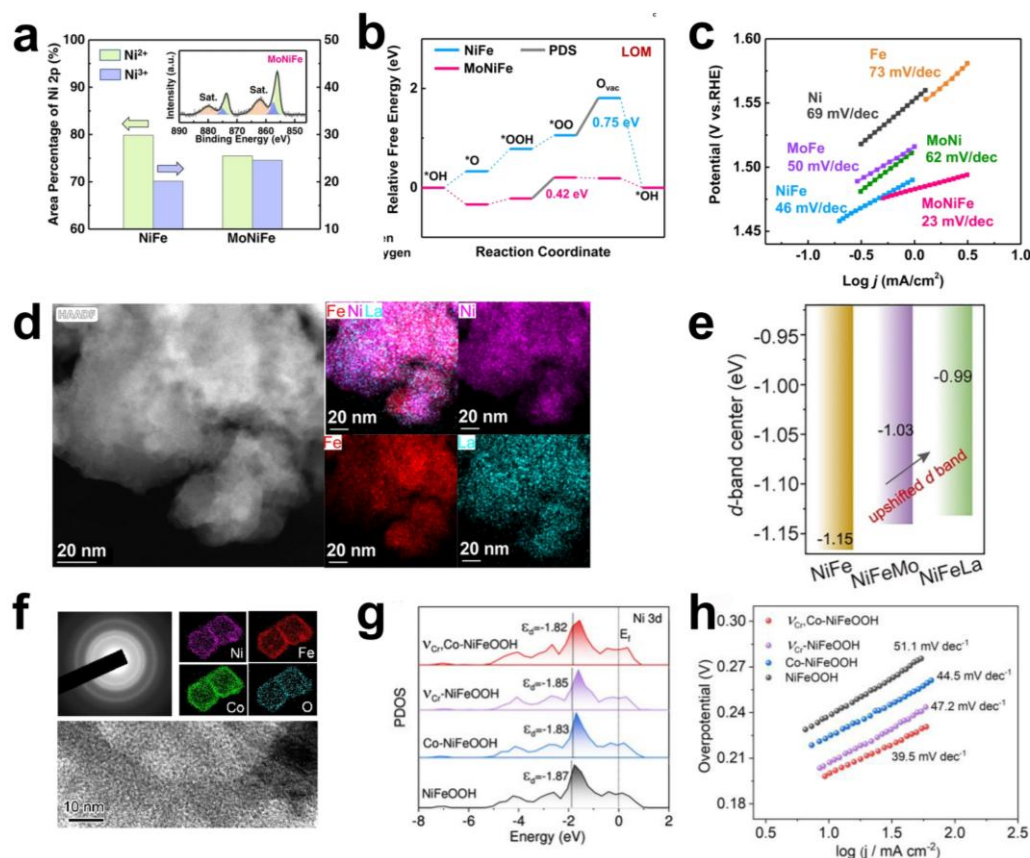 a
Area Percentage of Ni 2p (%)
100
90
80
70
60
50
40
30
20
10
Ni2+
Ni3+
MoNiFe
Intensity (a.u.)
Sat.
Sat.
890 880 870 860 850
Binding Energy (eV)
NiFe MoNiFe
b
c
Relative Free Energy (eV)
2
0
NiFe PDS LOM
MoNiFe
*OH
*O
*OOH
*OO
Ovac
0.75 eV
0.42 eV
*OH
en
ygen
Reaction Coordinate
c
Potential (V vs.RHE)
1.60
1.55
1.50
1.45
Fe
73 mV/dec
Ni
69 mV/dec
MoFe
50 mV/dec
MoNi
62 mV/dec
NiFe
46 mV/dec
MoNiFe
23 mV/dec
-1.0 -0.5 0.0 0.5 1.0
Log j (mA/cm2)
d
HAADF
20 nm
Fe Ni La
20 nm
Ni
20 nm
Fe
20 nm
La
20 nm
e
d-band center (eV)
-0.95
-1.00
-1.05
-1.10
-1.15
-1.15
-1.03
-0.99
upshifted d band
NiFe NiFeMo NiFeLa
f
Ni
Fe
Co
O
10 nm
g
PDOS
Ni 3d
Ef
vCr,Co-NiFeOOH
εd=-1.82
vCr-NiFeOOH
εd=-1.85
Co-NiFeOOH
εd=-1.83
NiFeOOH
εd=-1.87
-8 -6 -4 -2 0 2
Energy (eV)
h
Overpotential (V)
0.30
0.27
0.24
0.21
0.18
vCr,Co-NiFeOOH
vCr-NiFeOOH
Co-NiFeOOH
NiFeOOH
51.1 mV dec-1
44.5 mV dec-1
47.2 mV dec-1
39.5 mV dec-1
0.5 1.0 1.5 2.0 2.5
log (j / mA cm-2)